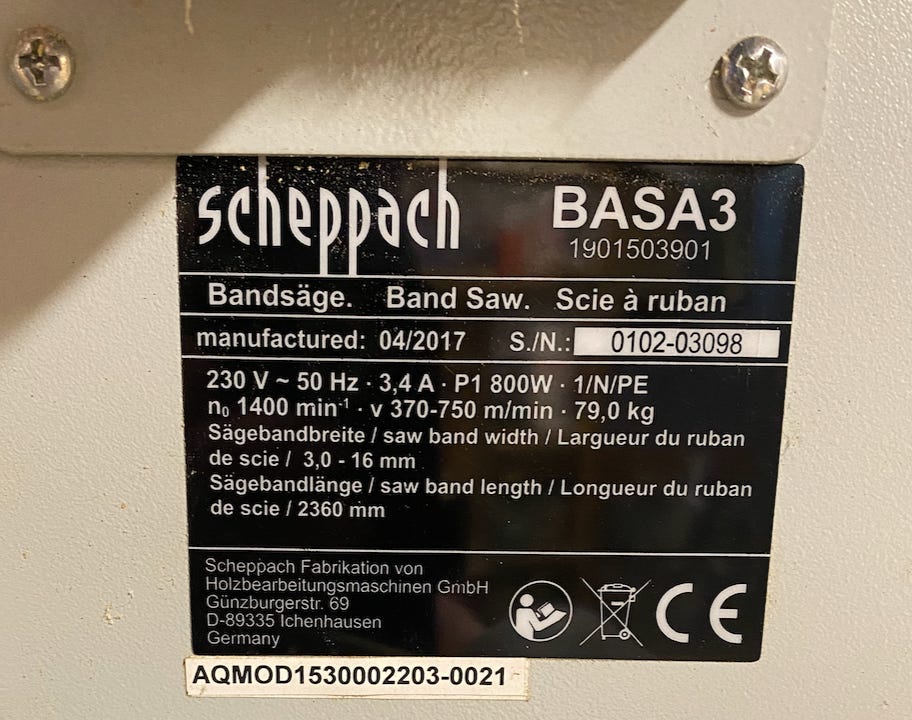 scheppach
BASA3
1901503901
Bandsäge. Band Saw. Scie à ruban
manufactured: 04/2017 S./N.: 0102-03098
230 V ~ 50 Hz · 3,4 A · P1 800W · 1/N/PE
n₀ 1400 min⁻¹ · v 370-750 m/min · 79,0 kg
Sägebandbreite / saw band width / Largueur du ruban
de scie / 3,0 - 16 mm
Sägebandlänge / saw band length / Longueur du ruban
de scie / 2360 mm
Scheppach Fabrikation von
Holzbearbeitungsmaschinen GmbH
Günzburgerstr. 69
D-89335 Ichenhausen
Germany
CE
AQMOD1530002203-0021